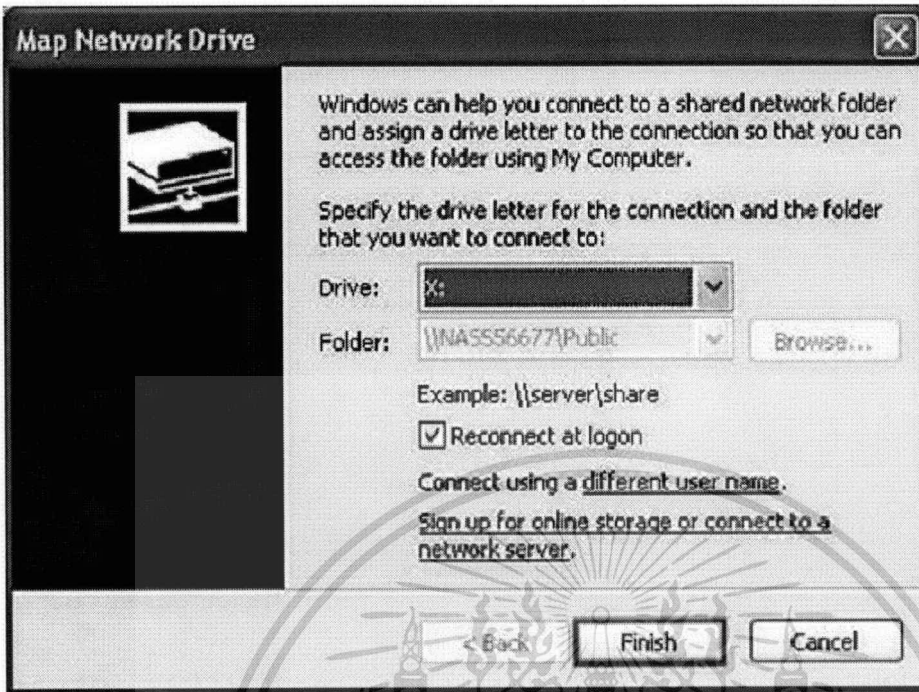 Map Network Drive
Windows can help you connect to a shared network folder
and assign a drive letter to the connection so that you can
access the folder using My Computer.
Specify the drive letter for the connection and the folder
that you want to connect to:
Drive: X:
Folder: \\NAS556677\Public Browse...
Example: \\server\share
Reconnect at logon
Connect using a different user name.
Sign up for online storage or connect to a
network server.
< Back Finish Cancel